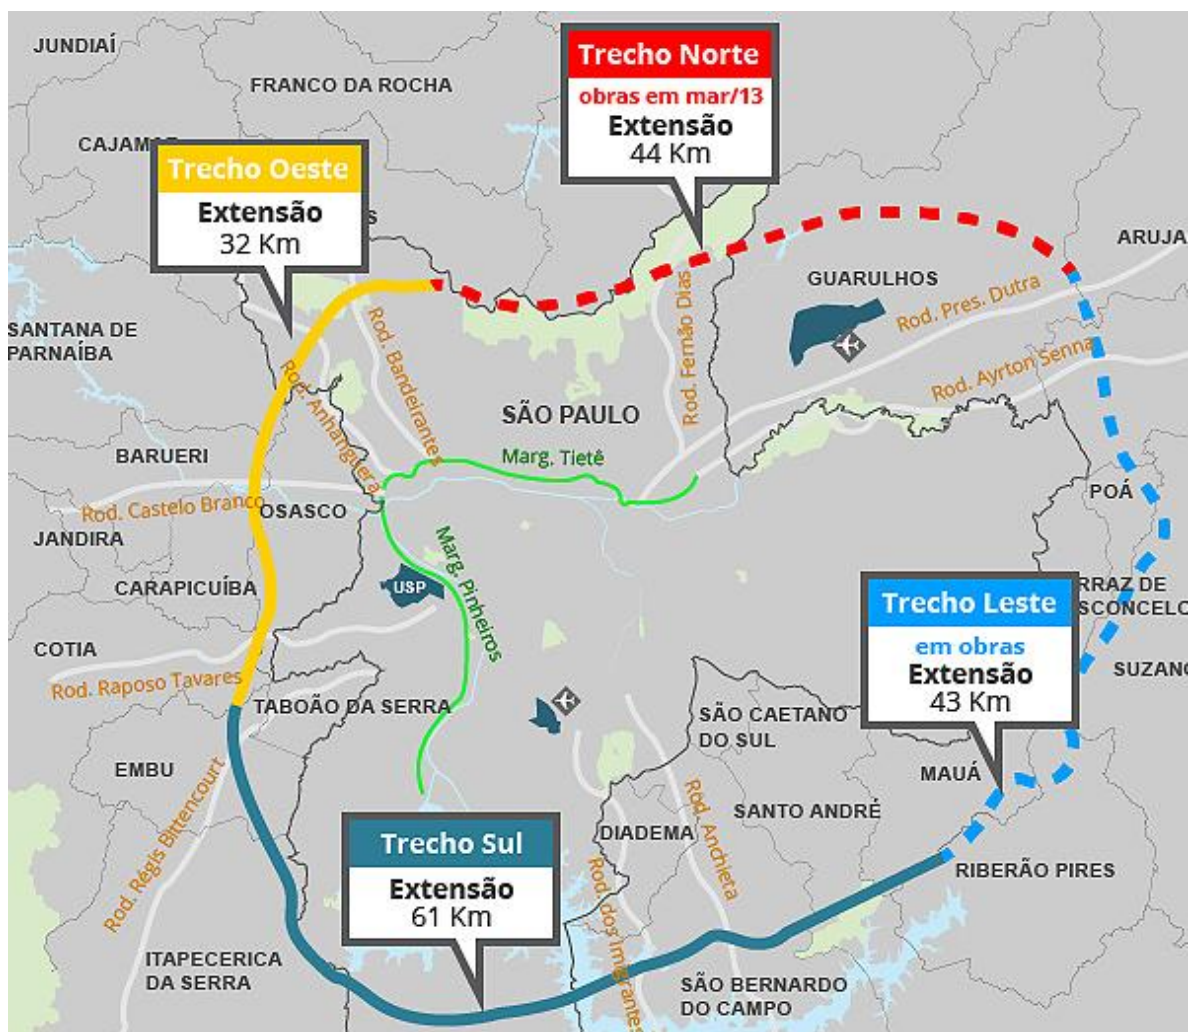 JUNDIAÍ
FRANCO DA ROCHA
Trecho Norte
obras em mar/13
Extensão
44 Km
Trecho Oeste
Extensão
32 Km
ARUJA
GUARULHOS
Rod. Pres. Dutra
Rod. Fernão Dias
SANTANA DE
PARNAÍBA
Rod. Bandeirantes
Rod. Anhanguera
Rod. Ayrton Senna
SÃO PAULO
BARUERI
Marg. Tietê
POÁ
Rod. Castelo Branco
OSASCO
JANDIRA
CARAPICUÍBA
USP
Marg. Pinheiros
Trecho Leste
em obras
Extensão
43 Km
RRAZ DE
SCONCELO
COTIA
SUZANO
Rod. Raposo Tavares
TABOÃO DA SERRA
SÃO CAETANO
DO SUL
EMBU
MAUÁ
Rod. Régis Bittencourt
SANTO ANDRÉ
Rod. Anchieta
DIADEMA
Trecho Sul
Extensão
61 Km
RIBERÃO PIRES
Rod. dos Imigrantes
ITAPECERICA
DA SERRA
SÃO BERNARDO
DO CAMPO